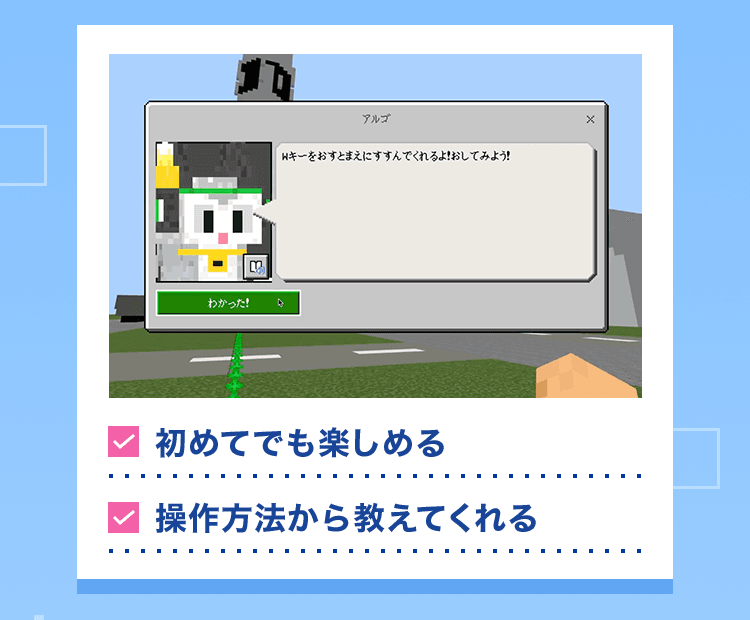 アルゴ
Wキーをおすとまえにすすんでくれるよ!おしてみよう!
わかった!
初めてでも楽しめる
操作方法から教えてくれる